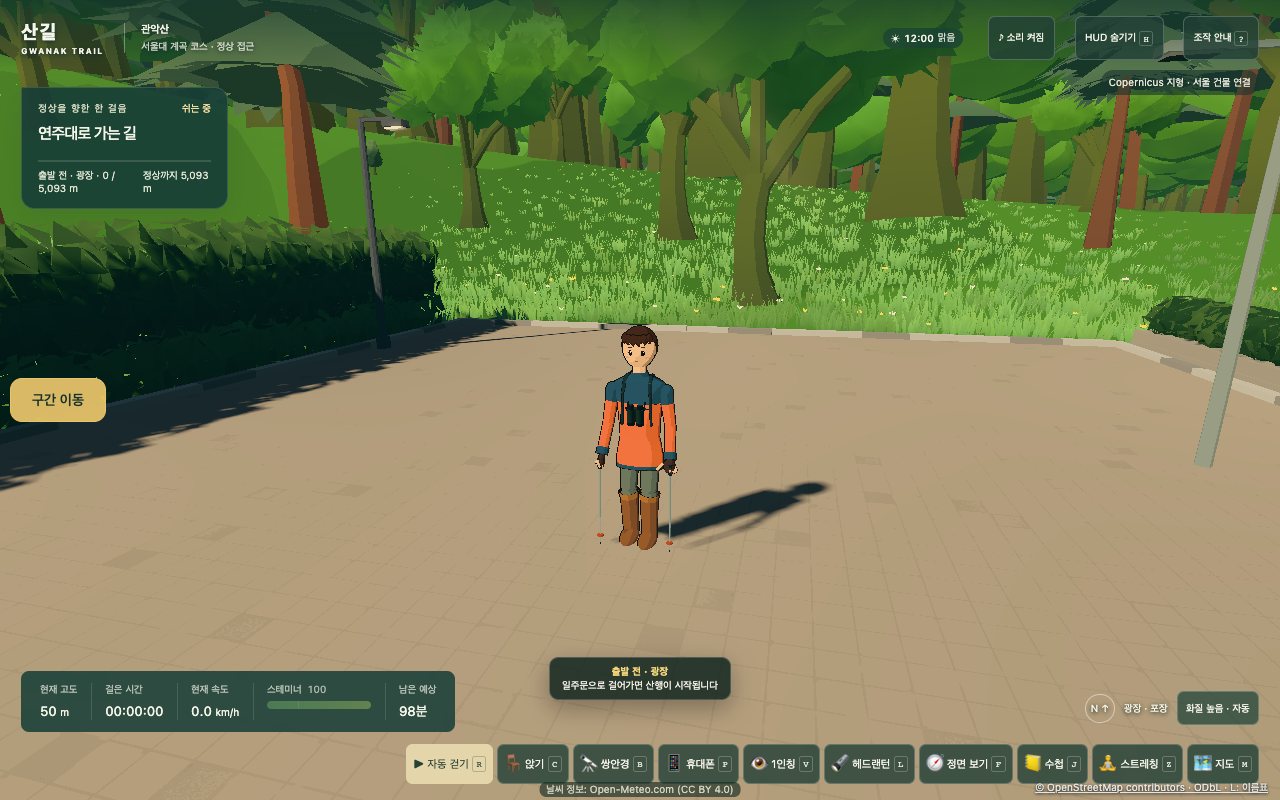 산길
GWANAK TRAIL
관악산
서울대 계곡 코스 · 정상 접근
☀ 12:00 맑음
♪ 소리 켜짐
HUD 숨기기 H
조작 안내 ?
Copernicus 지형 · 서울 건물 연결
정상을 향한 한 걸음
쉬는 중
연주대로 가는 길
출발 전 · 광장 · 0 / 5,093 m
정상까지 5,093 m
구간 이동
출발 전 · 광장
일주문으로 걸어가면 산행이 시작됩니다
현재 고도
50 m
걸은 시간
00:00:00
현재 속도
0.0 km/h
스태미너 100
남은 예상
98분
N ↑
광장 · 포장
화질 높음 · 자동
▶ 자동 걷기 R
앉기 C
쌍안경 B
휴대폰 P
1인칭 V
헤드랜턴 L
정면 보기 F
수첩 J
스트레칭 Z
지도 M
날씨 정보: Open-Meteo.com (CC BY 4.0)
© OpenStreetMap contributors · ODbL · L: 이름표